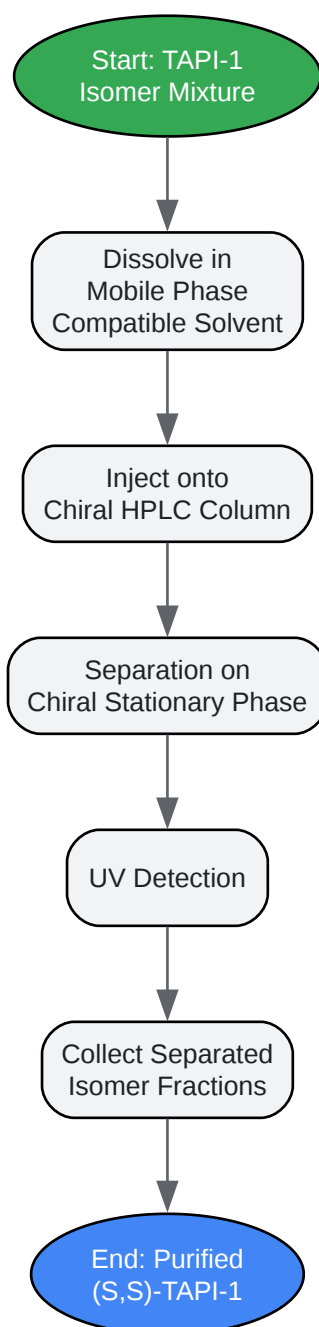 Start: TAPI-1
Isomer Mixture
Dissolve in
Mobile Phase
Compatible Solvent
Inject onto
Chiral HPLC Column
Separation on
Chiral Stationary Phase
UV Detection
Collect Separated
Isomer Fractions
End: Purified
(S,S)-TAPI-1